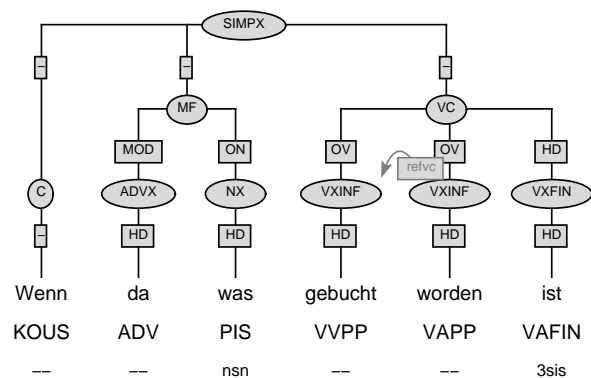 SIMPX
– – –
MF VC
MOD ON OV OV HD
refvc
C ADVX NX VXINF VXINF VXFIN
– HD HD HD HD HD
Wenn da was gebucht worden ist
KOUS ADV PIS VVPP VAPP VAFIN
–– –– nsn –– –– 3sis